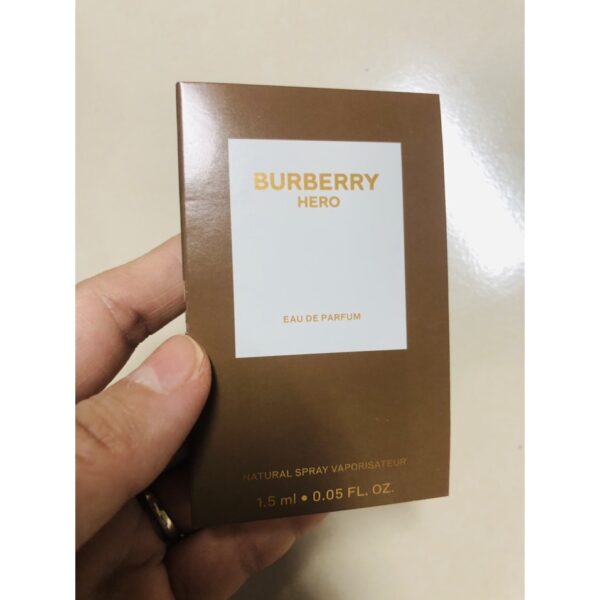 BURBERRY
HERO
EAU DE PARFUM
NATURAL SPRAY VAPORISATEUR
1.5 ml • 0.05 FL. OZ.